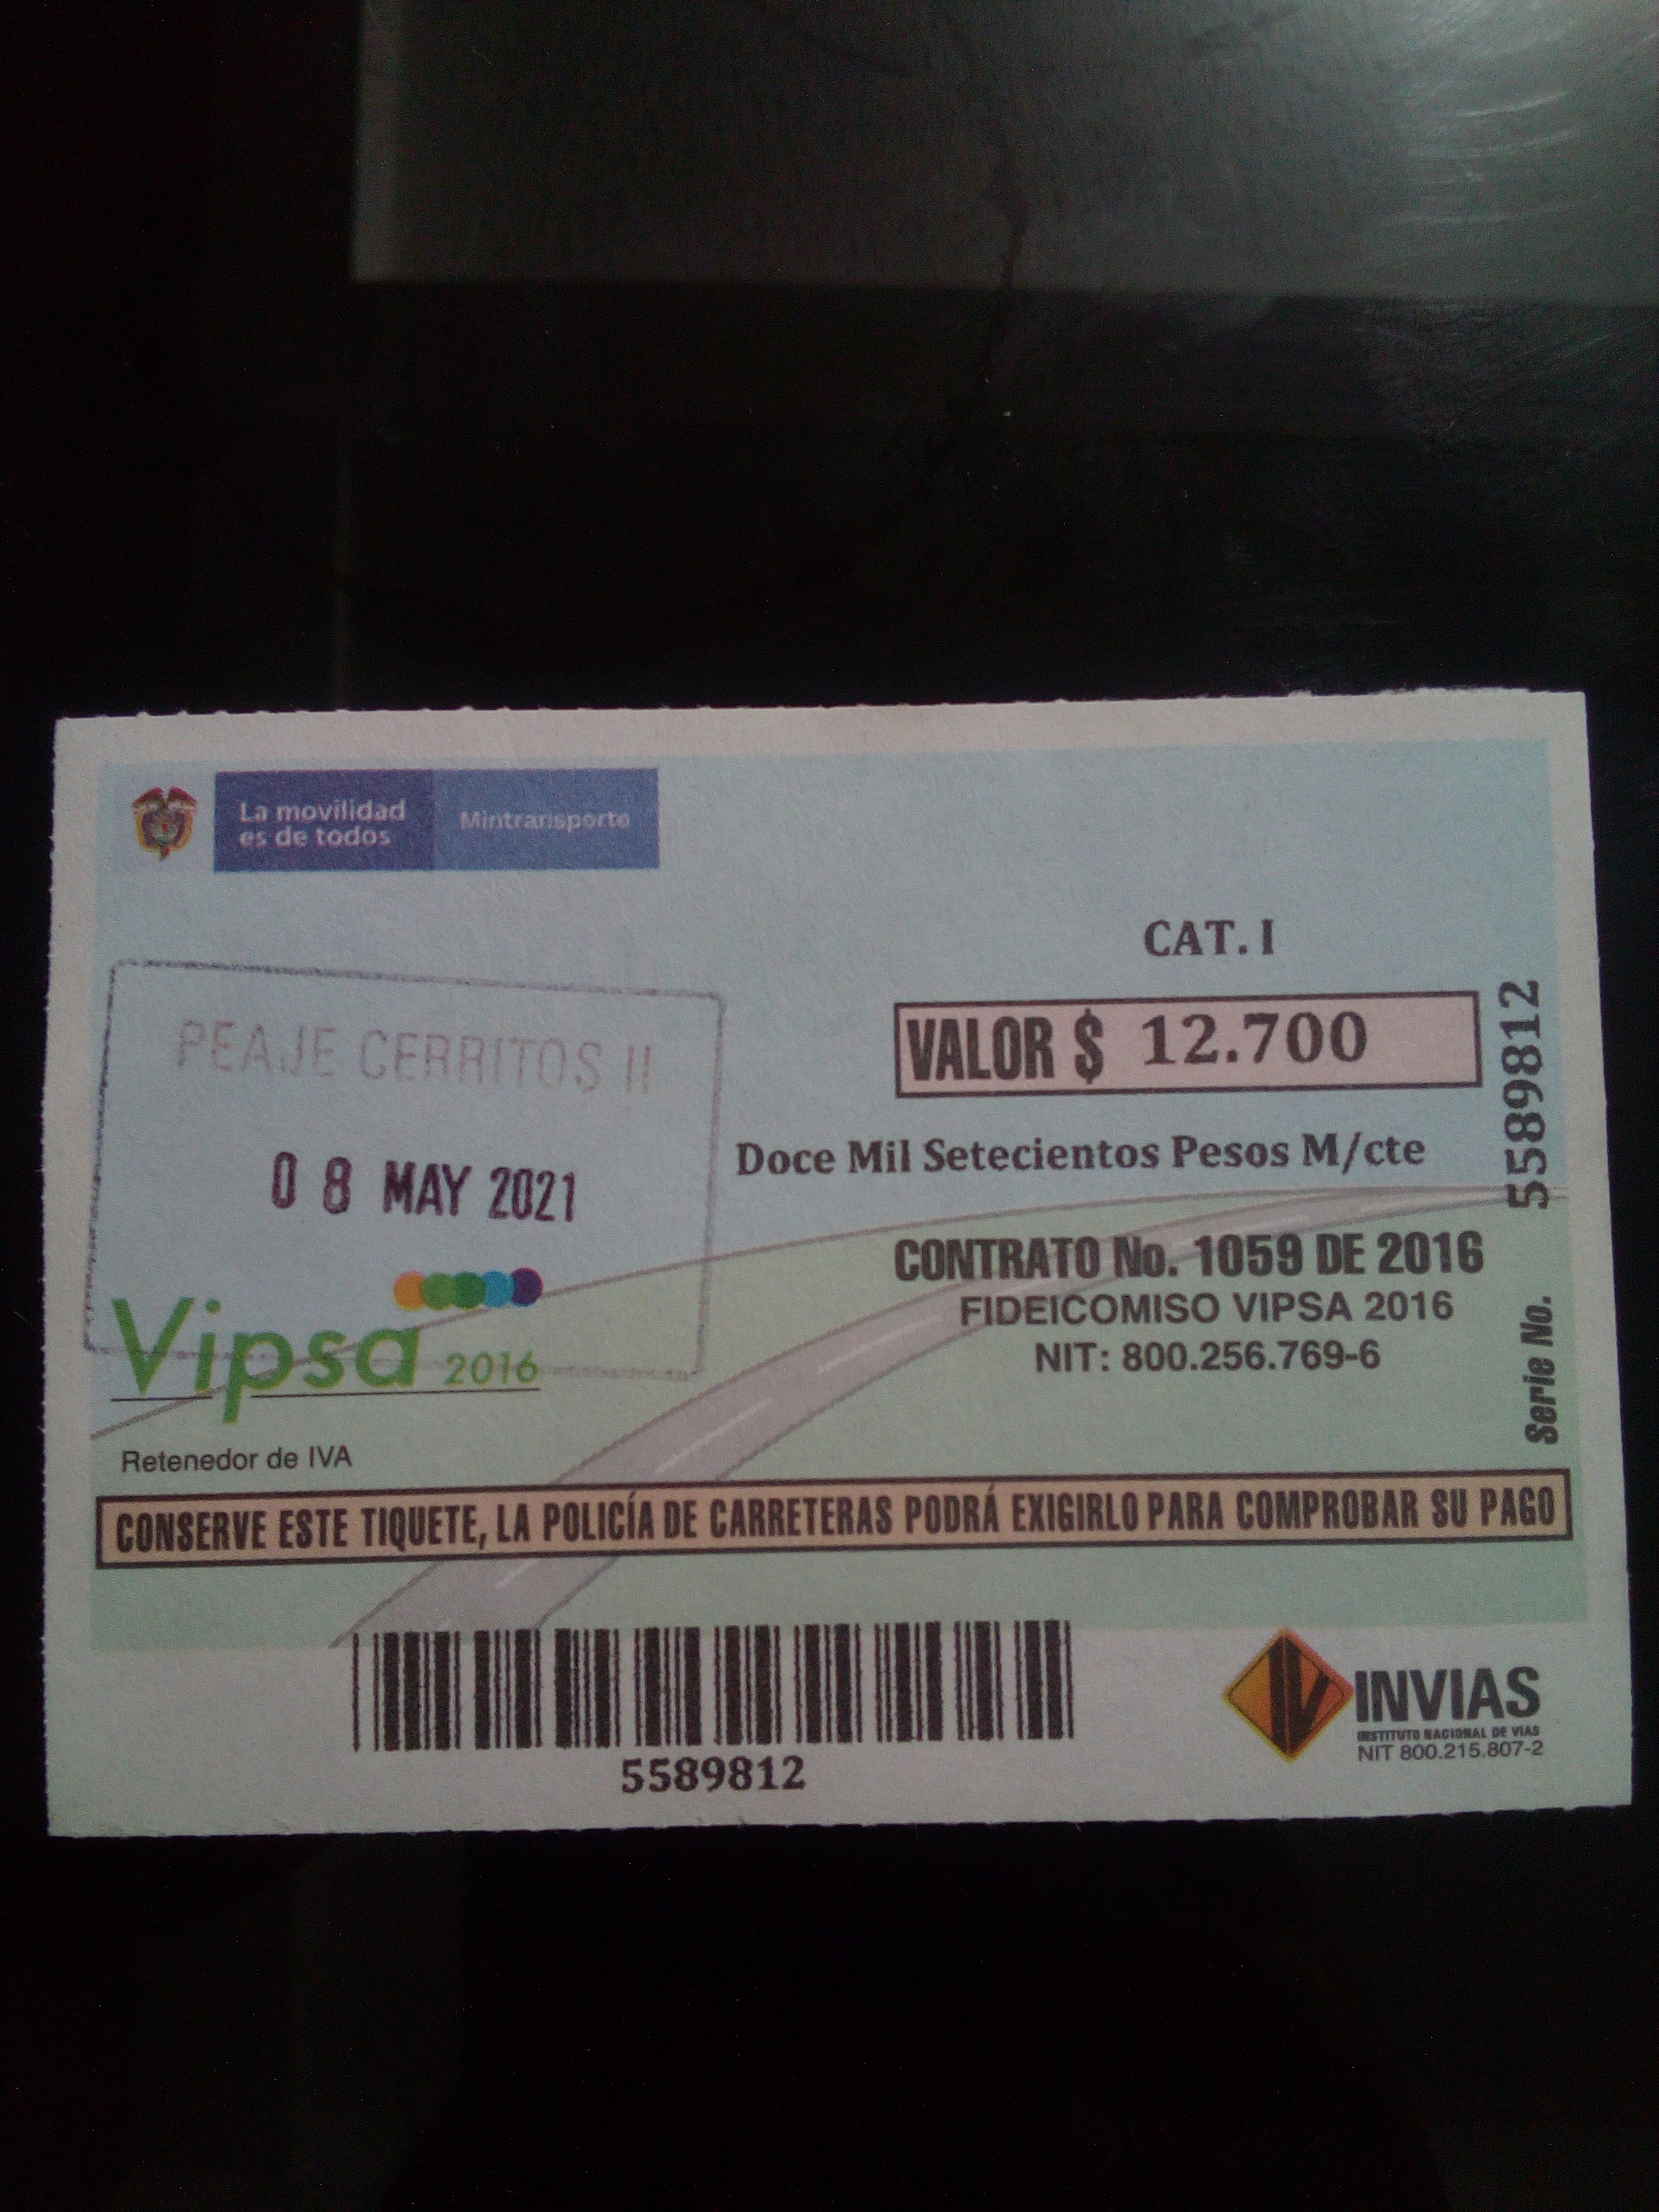 La movilidad
es de todos
Mintransporte
CAT. I
VALOR $ 12.700
Doce Mil Setecientos Pesos M/cte
PEAJE CERRITOS II
08 MAY 2021
Vipsa 2016
Retenedor de IVA
CONTRATO No. 1059 DE 2016
FIDEICOMISO VIPSA 2016
NIT: 800.256.769-6
Serie No. 5589812
CONSERVE ESTE TIQUETE, LA POLICÍA DE CARRETERAS PODRÁ EXIGIRLO PARA COMPROBAR SU PAGO
5589812
INVIAS
INSTITUTO NACIONAL DE VIAS
NIT 800.215.807-2